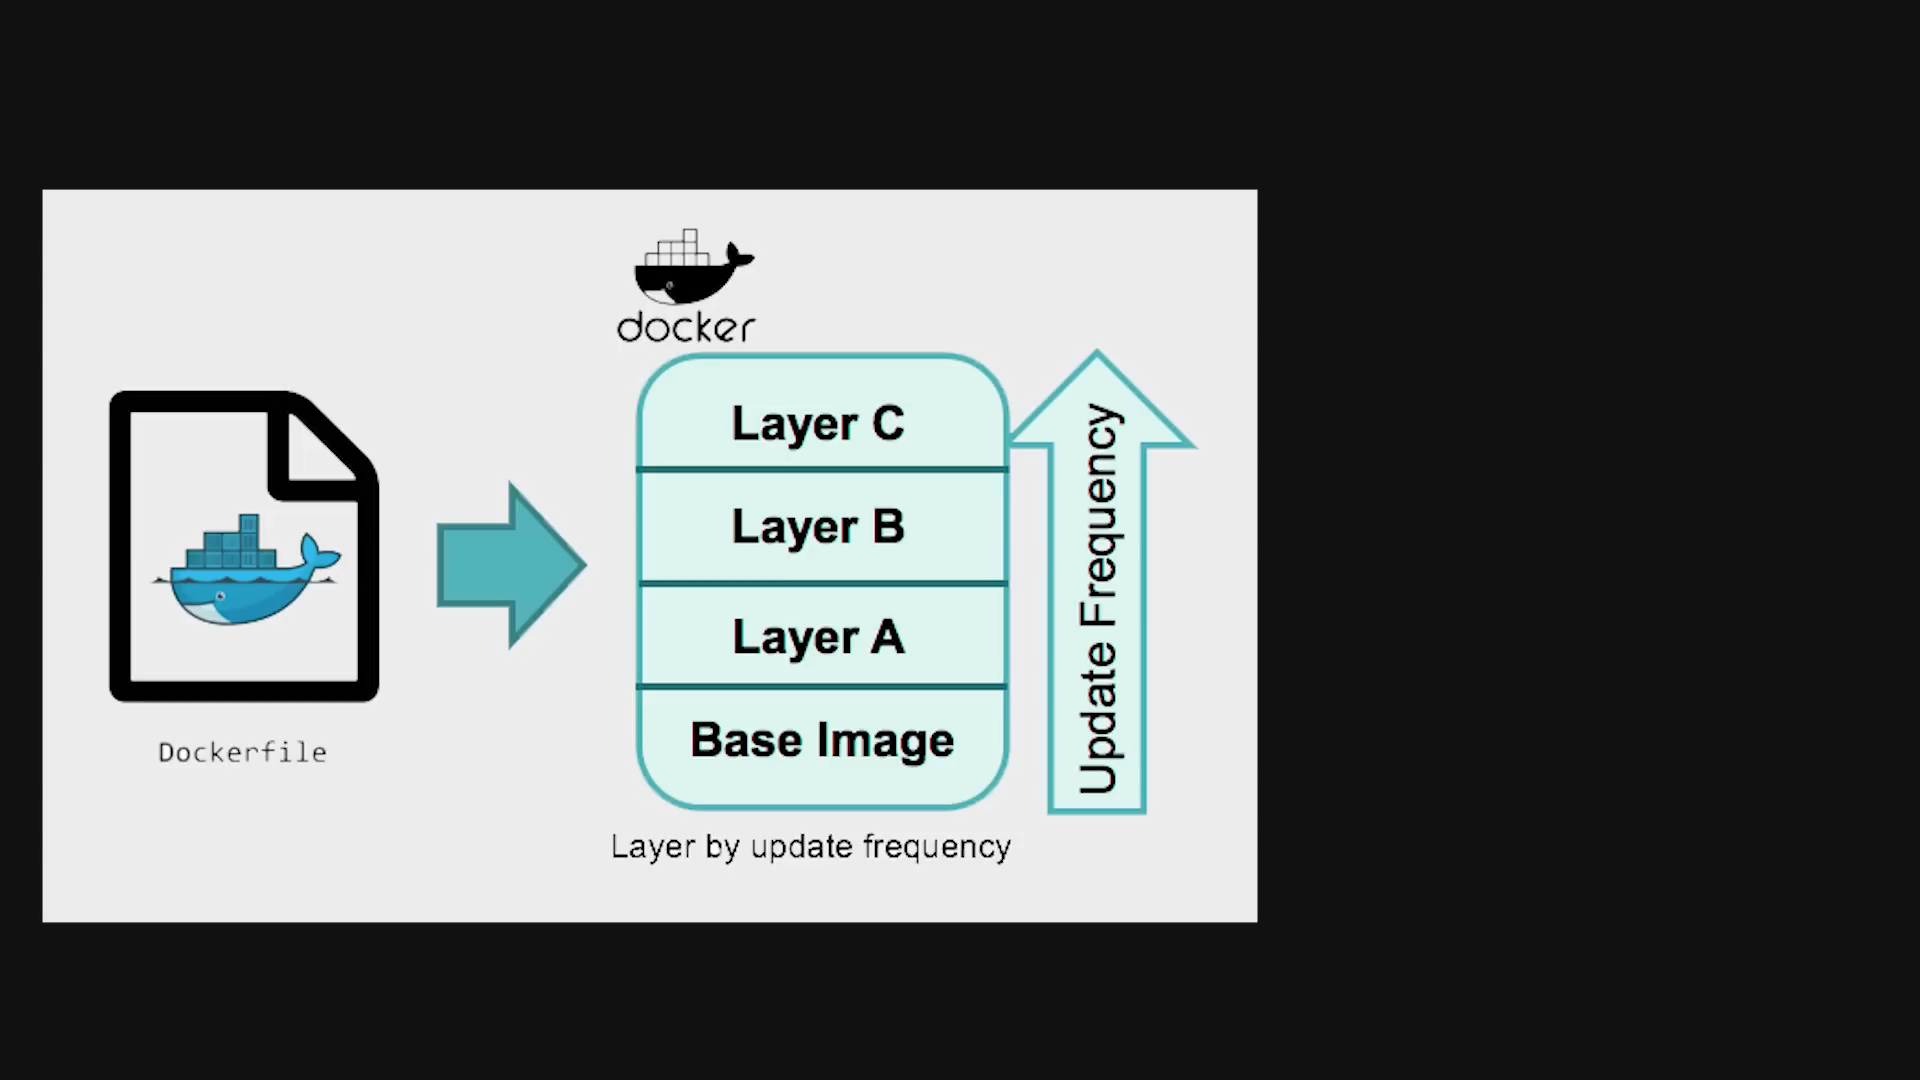 docker
Layer C
Layer B
Layer A
Base Image
Update Frequency
Dockerfile
Layer by update frequency